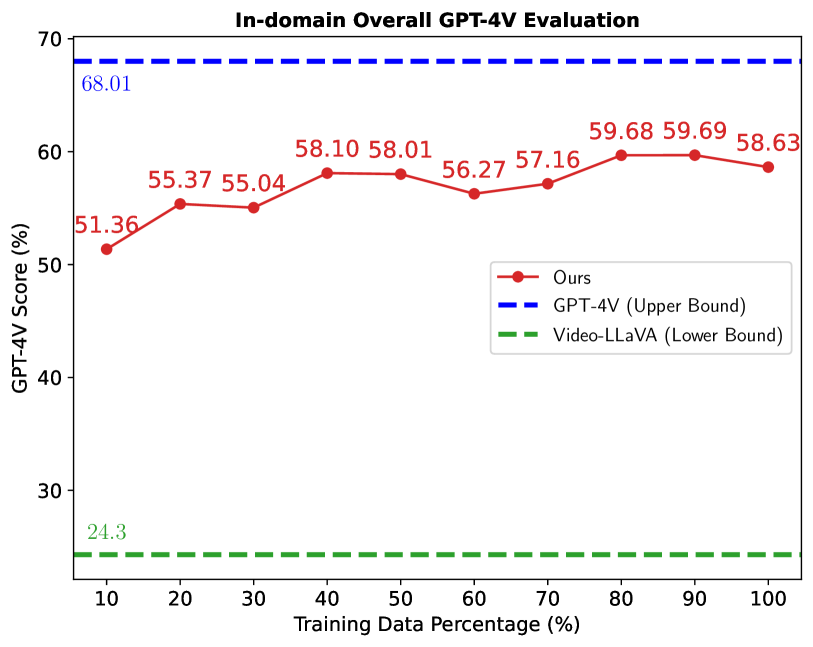 In-domain Overall GPT-4V Evaluation
70
68.01
60
59.68 59.69
58.63
58.10 58.01
57.16
56.27
55.37 55.04
51.36
50
Ours
GPT-4V (Upper Bound)
Video-LLaVA (Lower Bound)
40
30
24.3
GPT-4V Score (%)
10 20 30 40 50 60 70 80 90 100
Training Data Percentage (%)